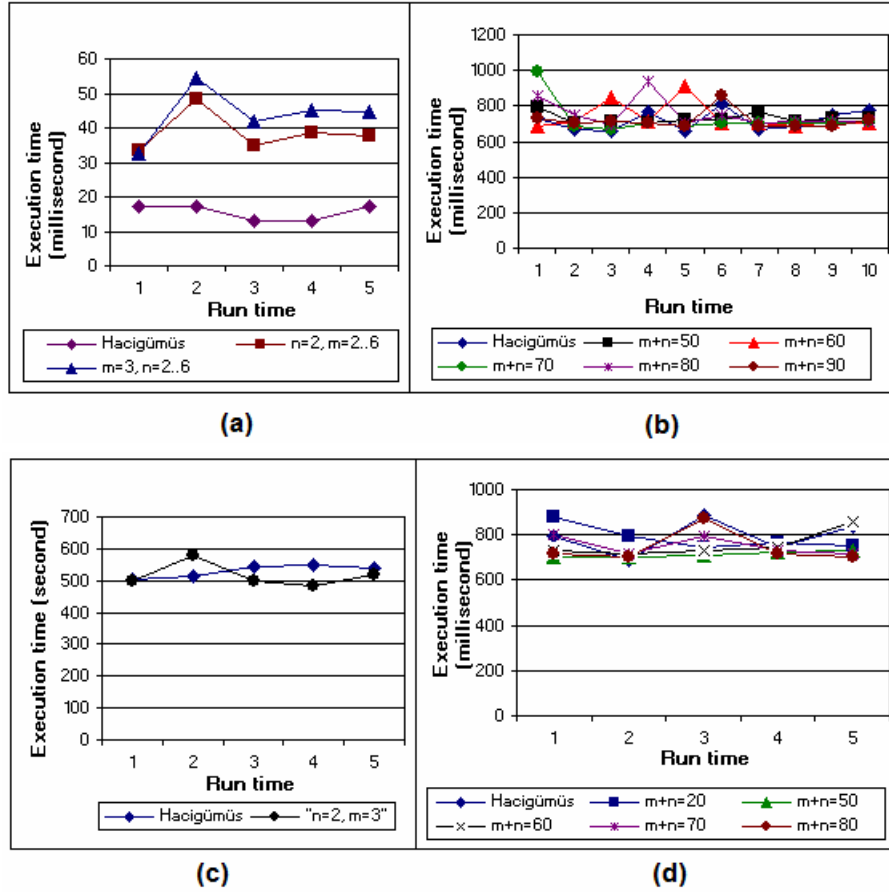 60
50
40
30
20
10
0
Execution time
(millisecond)
1 2 3 4 5
Run time
Hacigümüs n=2, m=2..6
m=3, n=2..6
(a)
1200
1000
800
600
400
200
0
Execution time
(millisecond)
1 2 3 4 5 6 7 8 9 10
Run time
Hacigümüs m+n=50 m+n=60
m+n=70 m+n=80 m+n=90
(b)
700
600
500
400
300
200
100
0
Execution time (second)
1 2 3 4 5
Run time
Hacigümüs "n=2, m=3"
(c)
1000
800
600
400
200
0
Execution time
(millisecond)
1 2 3 4 5
Run time
Hacigümüs m+n=20 m+n=50
m+n=60 m+n=70 m+n=80
(d)